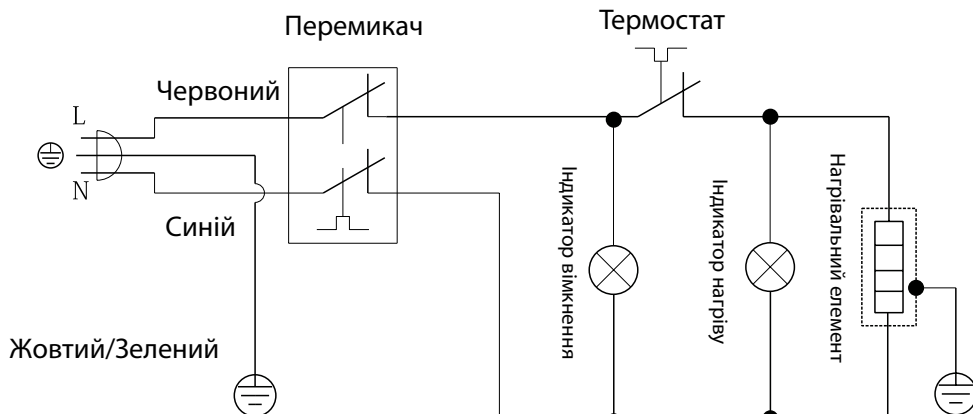 Перемикач
Термостат
Червоний
L
N
Синій
Жовтий/Зелений
Індикатор вімкнення
Індикатор нагріву
Нагрівальний елемент